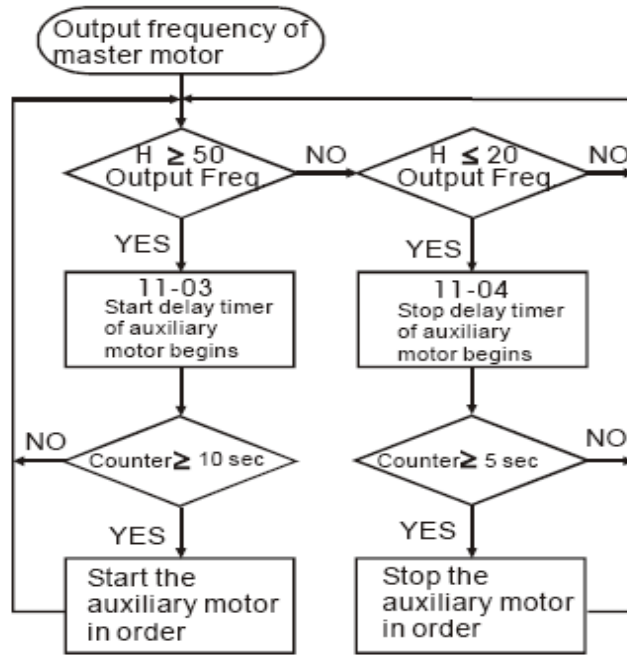 Output frequency of
master motor
H ≥ 50
Output Freq
NO
H ≤ 20
Output Freq
NO
YES
YES
11-03
Start delay timer
of auxiliary
motor begins
11-04
Stop delay timer
of auxiliary
motor begins
NO
Counter≥ 10 sec
Counter≥ 5 sec
NO
YES
YES
Start the
auxiliary motor
in order
Stop the
auxiliary motor
in order